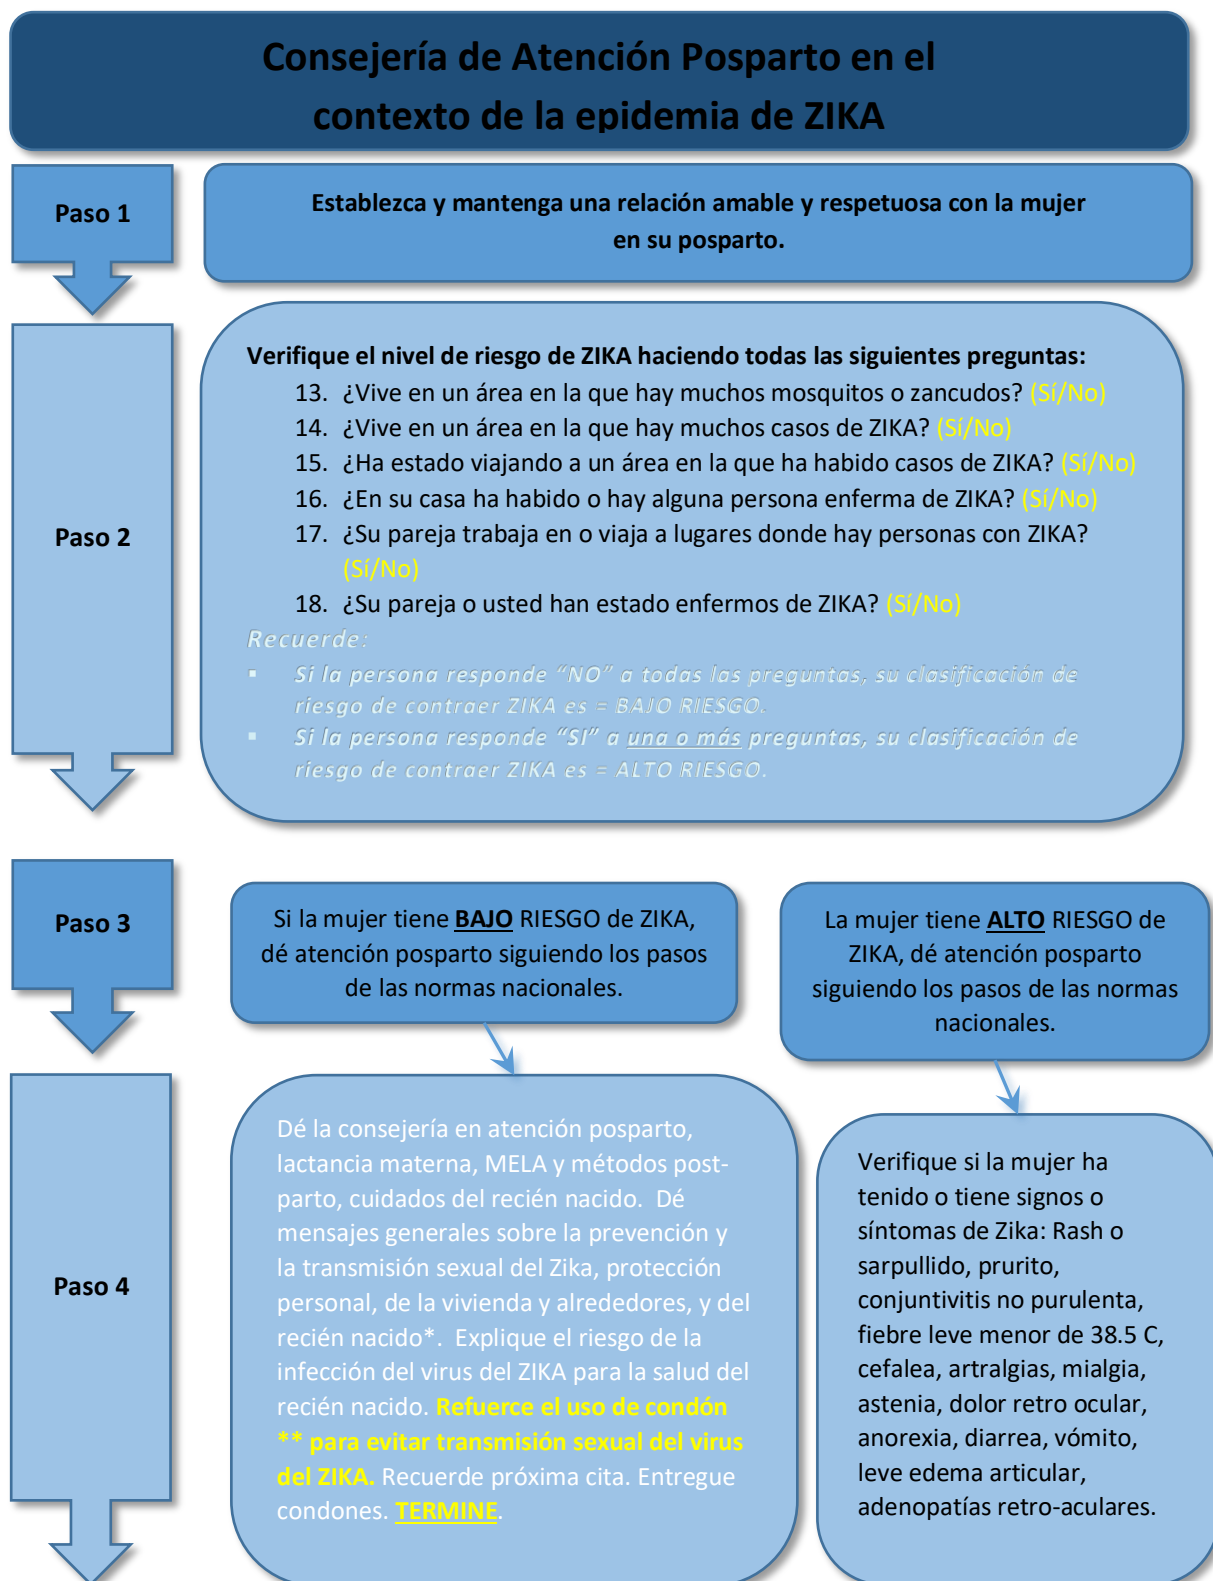 Consejería de Atención Posparto en el
contexto de la epidemia de ZIKA
Paso 1
Establezca y mantenga una relación amable y respetuosa con la mujer
en su posparto.
Paso 2
Verifique el nivel de riesgo de ZIKA haciendo todas las siguientes preguntas:
13. ¿Vive en un área en la que hay muchos mosquitos o zancudos? (Sí/No)
14. ¿Vive en un área en la que hay muchos casos de ZIKA? (Sí/No)
15. ¿Ha estado viajando a un área en la que ha habido casos de ZIKA? (Sí/No)
16. ¿En su casa ha habido o hay alguna persona enferma de ZIKA? (Sí/No)
17. ¿Su pareja trabaja en o viaja a lugares donde hay personas con ZIKA?
(Sí/No)
18. ¿Su pareja o usted han estado enfermos de ZIKA? (Sí/No)
Recuerde:
▪ Si la persona responde “NO” a todas las preguntas, su clasificación de
riesgo de contraer ZIKA es = BAJO RIESGO.
▪ Si la persona responde “SI” a una o más preguntas, su clasificación de
riesgo de contraer ZIKA es = ALTO RIESGO.
Paso 3
Si la mujer tiene BAJO RIESGO de ZIKA,
dé atención posparto siguiendo los pasos
de las normas nacionales.
La mujer tiene ALTO RIESGO de
ZIKA, dé atención posparto
siguiendo los pasos de las normas
nacionales.
Paso 4
Dé la consejería en atención posparto,
lactancia materna, MELA y métodos post-
parto, cuidados del recién nacido. Dé
mensajes generales sobre la prevención y
la transmisión sexual del Zika, protección
personal, de la vivienda y alrededores, y del
recién nacido*. Explique el riesgo de la
infección del virus del ZIKA para la salud del
recién nacido. Refuerce el uso de condón
** para evitar transmisión sexual del virus
del ZIKA. Recuerde próxima cita. Entregue
condones. TERMINE.
Verifique si la mujer ha
tenido o tiene signos o
síntomas de Zika: Rash o
sarpullido, prurito,
conjuntivitis no purulenta,
fiebre leve menor de 38.5 C,
cefalea, artralgias, mialgia,
astenia, dolor retro ocular,
anorexia, diarrea, vómito,
leve edema articular,
adenopatías retro-aculares.